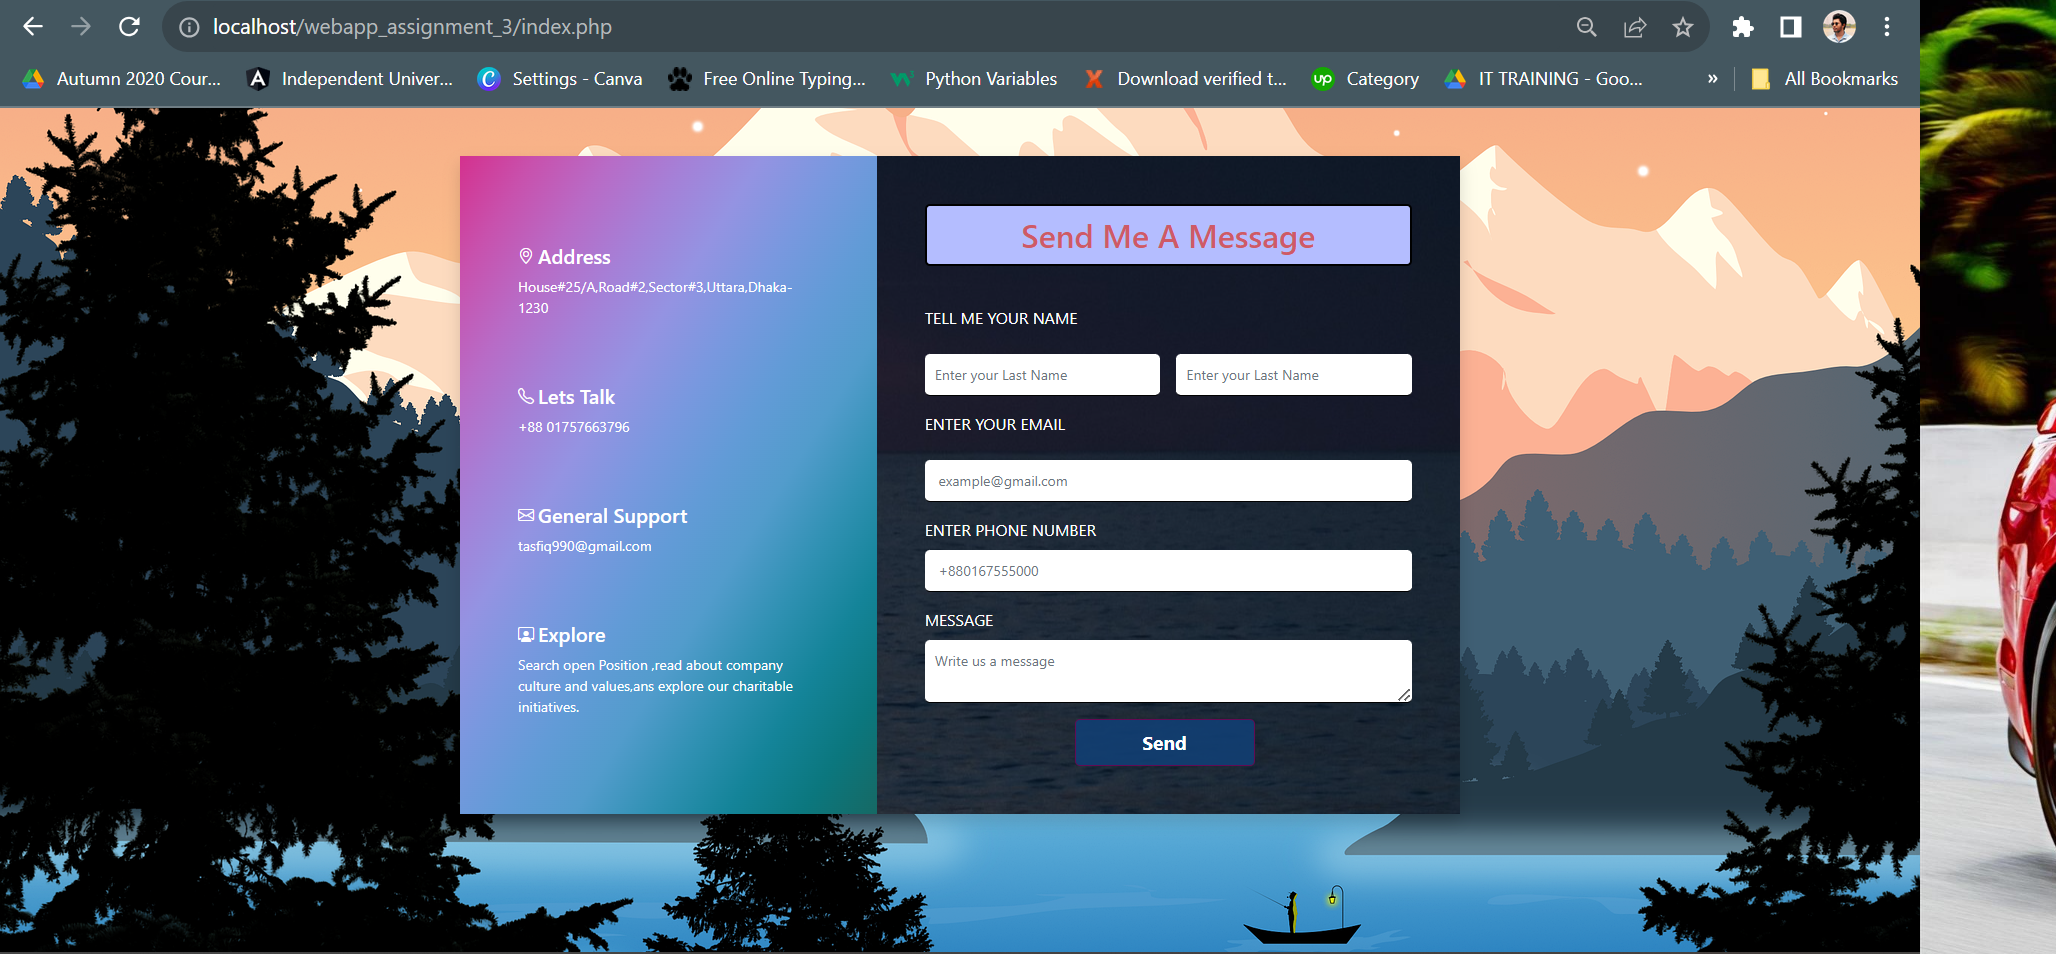 localhost/webapp_assignment_3/index.php
Autumn 2020 Cour...
Independent Univer...
Settings - Canva
Free Online Typing...
Python Variables
Download verified t...
Category
IT TRAINING - Goo...
»
All Bookmarks
Address
House#25/A,Road#2,Sector#3,Uttara,Dhaka-
1230
Lets Talk
+88 01757663796
General Support
tasfiq990@gmail.com
Explore
Search open Position ,read about company
culture and values,ans explore our charitable
initiatives.
Send Me A Message
TELL ME YOUR NAME
Enter your Last Name
Enter your Last Name
ENTER YOUR EMAIL
example@gmail.com
ENTER PHONE NUMBER
+880167555000
MESSAGE
Write us a message
Send